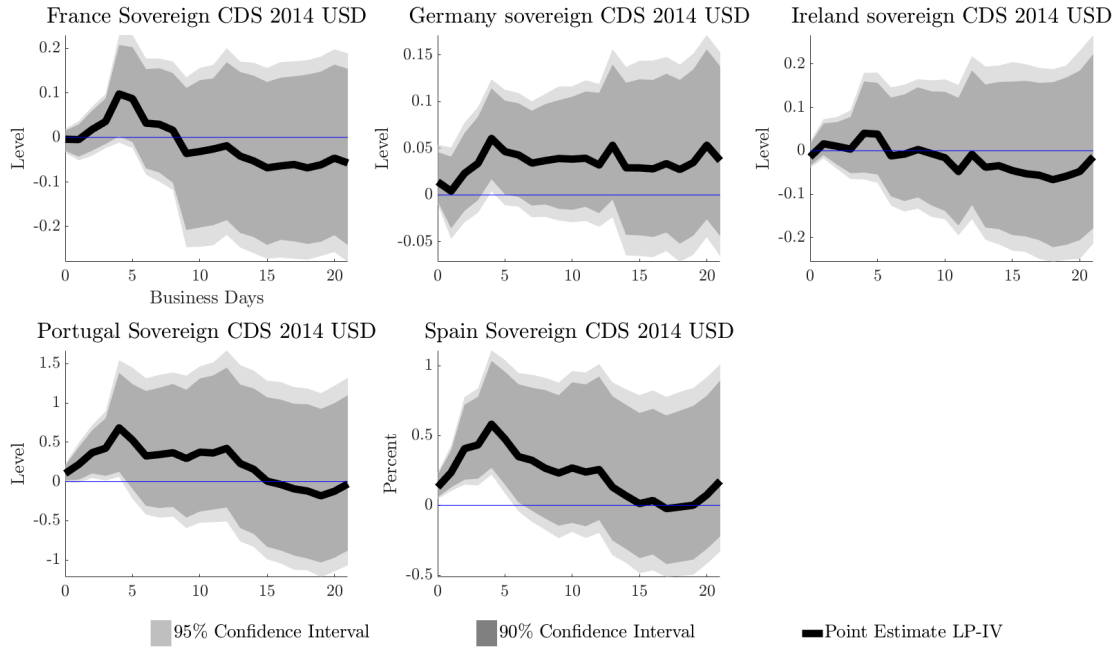 France Sovereign CDS 2014 USD
Germany sovereign CDS 2014 USD
Ireland sovereign CDS 2014 USD
Level
0.2
0.1
0
-0.1
-0.2
0 5 10 15 20
Business Days
Level
0.15
0.1
0.05
0
-0.05
0 5 10 15 20
Level
0.2
0.1
0
-0.1
-0.2
0 5 10 15 20
Portugal Sovereign CDS 2014 USD
Spain Sovereign CDS 2014 USD
Level
1.5
1
0.5
0
-0.5
-1
0 5 10 15 20
Percent
1
0.5
0
-0.5
0 5 10 15 20
95% Confidence Interval
90% Confidence Interval
Point Estimate LP-IV